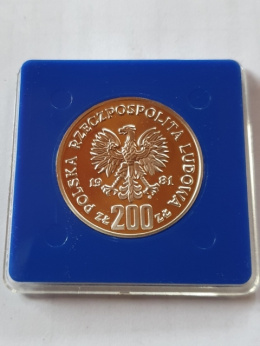 POLSKA RZECZPOSPOLITA LUDOWA
19 81
ZŁ 200 ZŁ